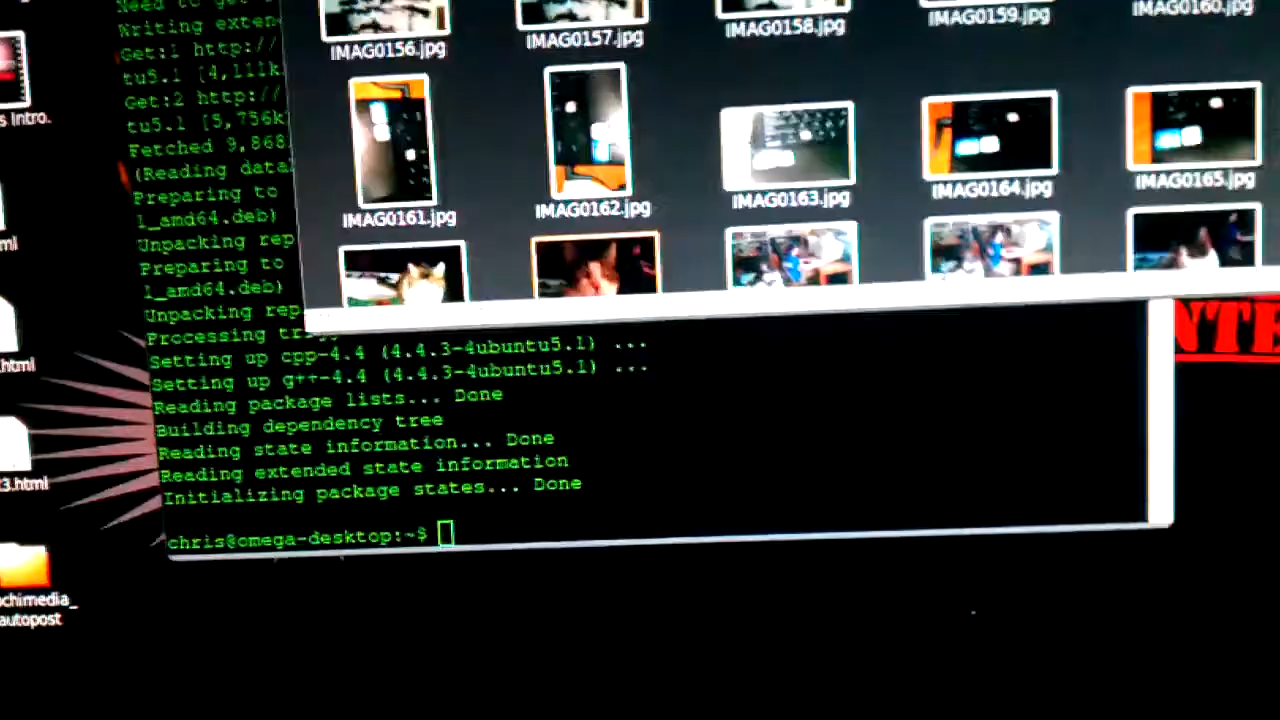 IMAG0156.jpg
IMAG0157.jpg
IMAG0158.jpg
IMAG0159.jpg
IMAG0160.jpg
IMAG0161.jpg
IMAG0162.jpg
IMAG0163.jpg
IMAG0164.jpg
IMAG0165.jpg
s Intro.
ml
html
3.html
chimedia_
autopost
NTE
Need to get
Writing exten
Get:1 http://
tu5.1 [4,111k
Get:2 http://
tu5.1 [5,756k
Fetched 9,868
(Reading data
Preparing to
l_amd64.deb)
Unpacking rep
Preparing to
l_amd64.deb)
Unpacking rep
Processing tr
Setting up cpp-4.4 (4.4.3-4ubuntu5.1) ...
Setting up g++-4.4 (4.4.3-4ubuntu5.1) ...
Reading package lists... Done
Building dependency tree
Reading state information... Done
Reading extended state information
Initializing package states... Done
chris@omega-desktop:~$